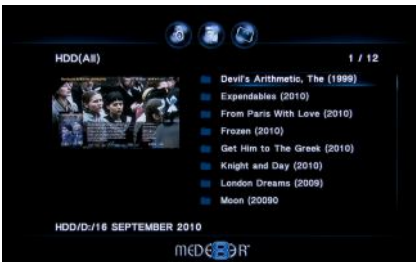 HDD(All)
1 / 12
Devil's Arithmetic, The (1999)
Expendables (2010)
From Paris With Love (2010)
Frozen (2010)
Get Him to The Greek (2010)
Knight and Day (2010)
London Dreams (2009)
Moon (20090
HDD/D:/16 SEPTEMBER 2010
MEDE8ER